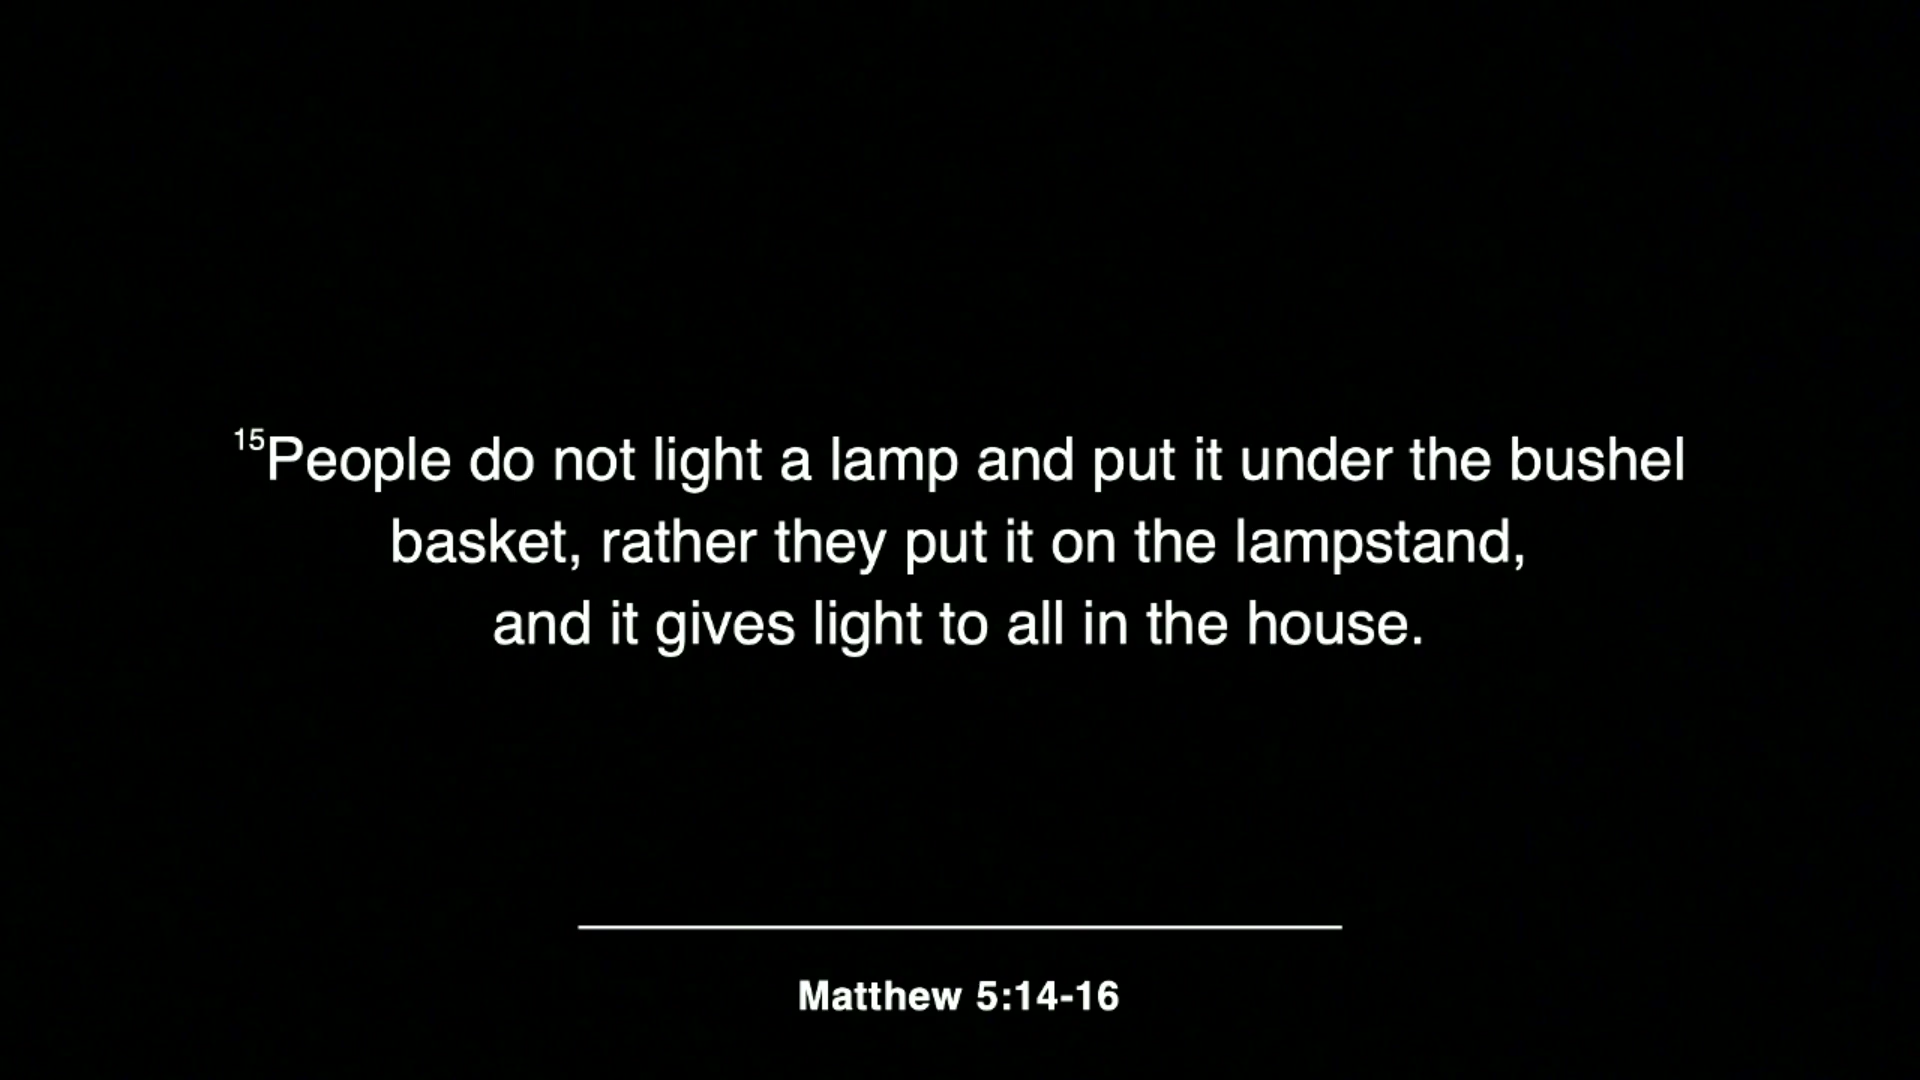 15People do not light a lamp and put it under the bushel
basket, rather they put it on the lampstand,
and it gives light to all in the house.
Matthew 5:14-16